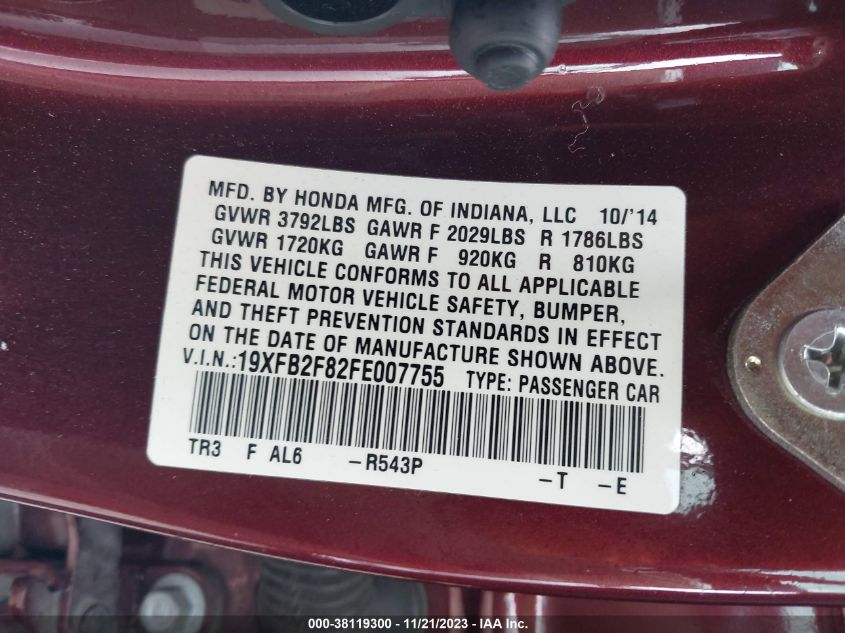 MFD. BY HONDA MFG. OF INDIANA, LLC 10/'14
GVWR 3792LBS GAWR F 2029LBS R 1786LBS
GVWR 1720KG GAWR F 920KG R 810KG
THIS VEHICLE CONFORMS TO ALL APPLICABLE
FEDERAL MOTOR VEHICLE SAFETY, BUMPER,
AND THEFT PREVENTION STANDARDS IN EFFECT
ON THE DATE OF MANUFACTURE SHOWN ABOVE.
V.I.N.:19XFB2F82FE007755 TYPE: PASSENGER CAR
TR3 F AL6 -R543P -T -E
000-38119300 - 11/21/2023 - IAA Inc.